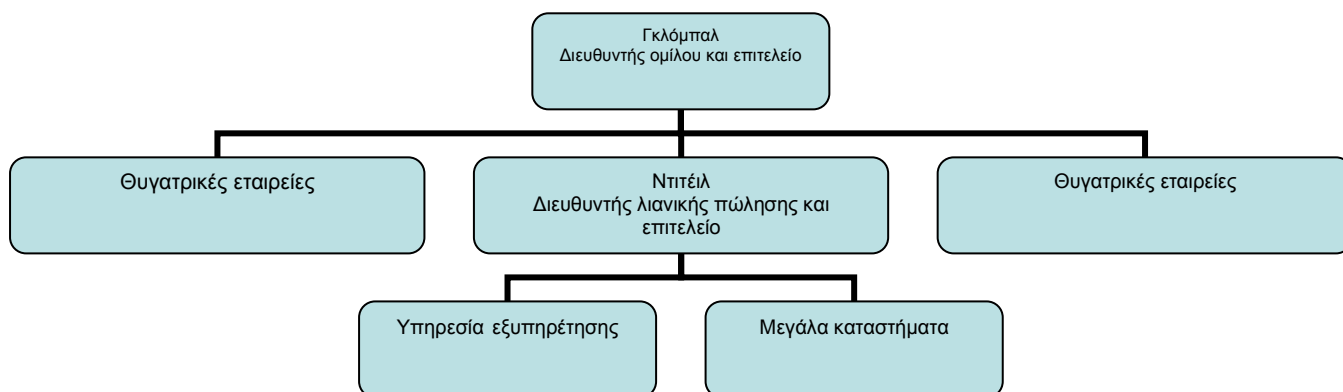 Γκλόμπαλ
Διευθυντής ομίλου και επιτελείο
Θυγατρικές εταιρείες
Ντιτέιλ
Διευθυντής λιανικής πώλησης και
επιτελείο
Θυγατρικές εταιρείες
Υπηρεσία εξυπηρέτησης
Μεγάλα καταστήματα